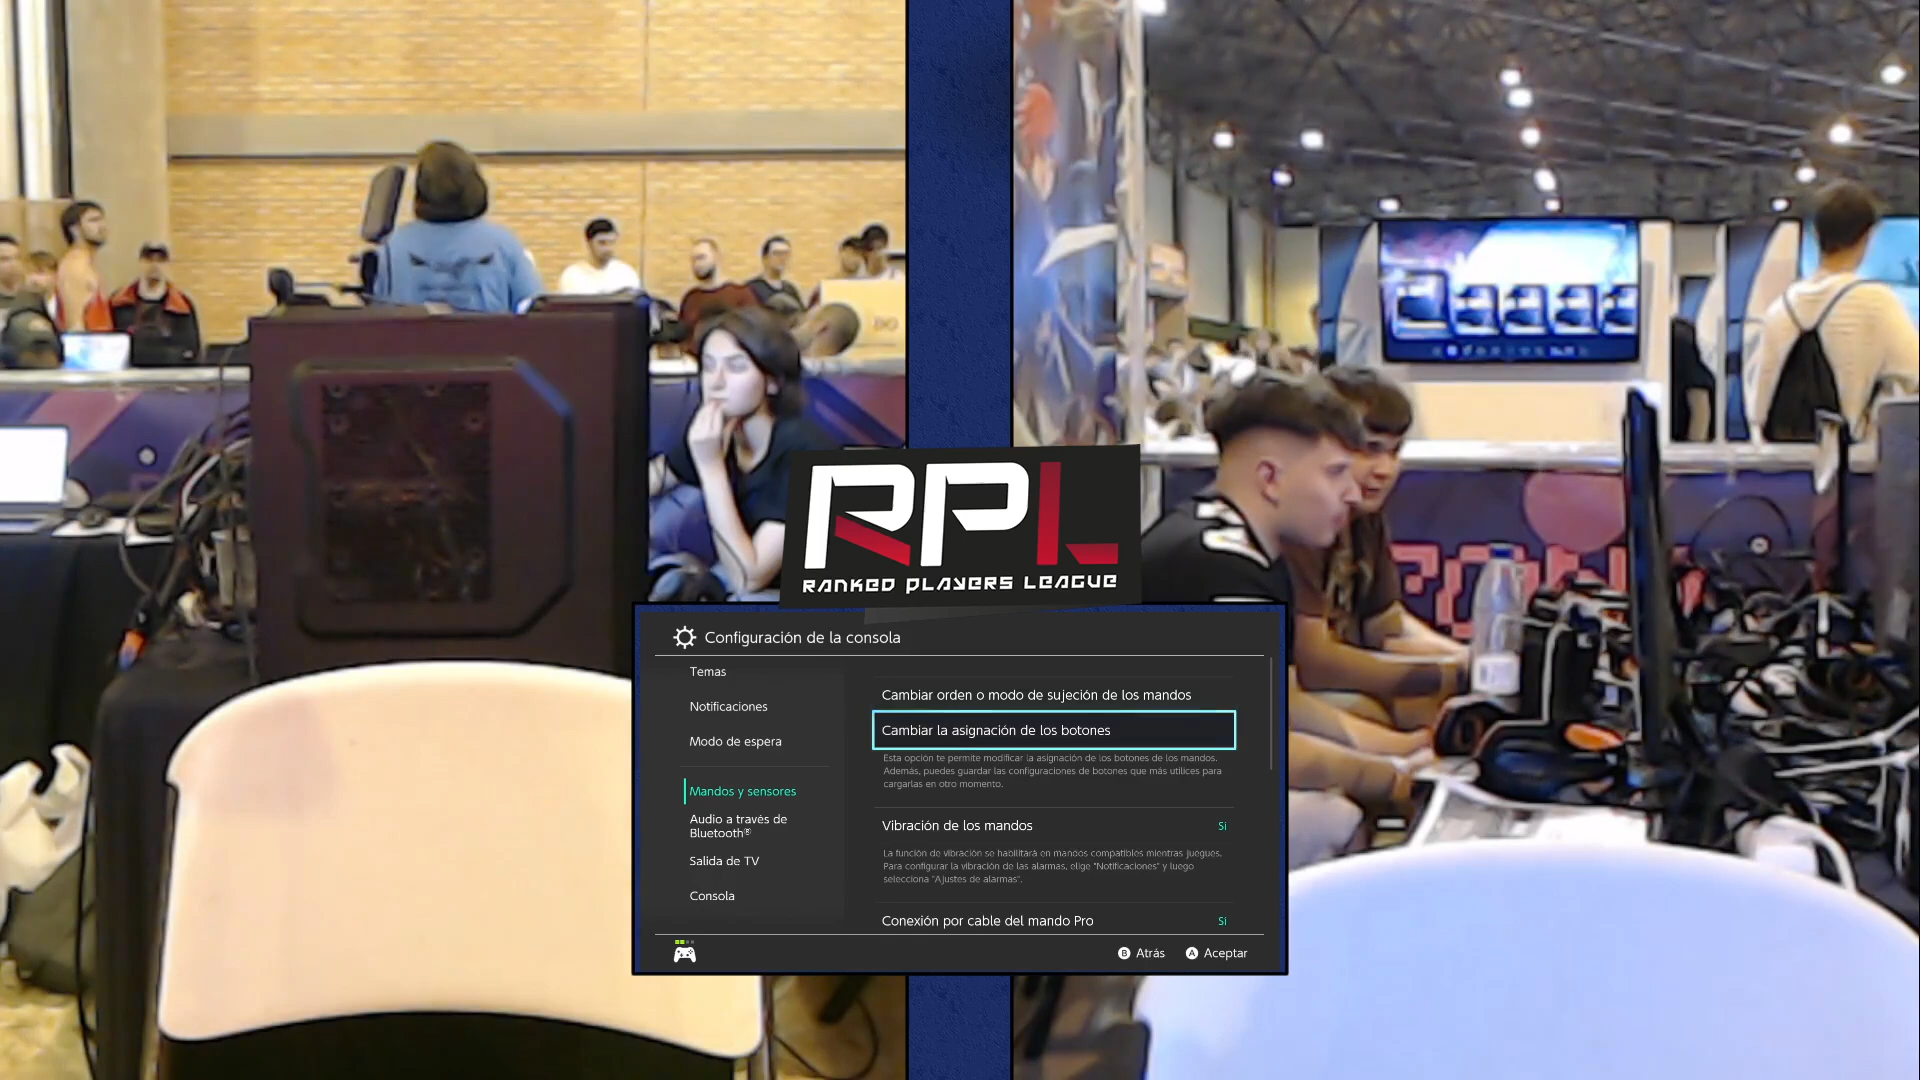 RPL
RANKED PLAYERS LEAGUE
Configuración de la consola
Temas
Notificaciones
Modo de espera
Mandos y sensores
Audio a través de
Bluetooth®
Salida de TV
Consola
Cambiar orden o modo de sujeción de los mandos
Cambiar la asignación de los botones
Esta opción te permite modificar la asignación de los botones de los mandos.
Además, puedes guardar las configuraciones de botones que más utilices para
cargarlas en otro momento.
Vibración de los mandos Sí
La función de vibración se habilitará en mandos compatibles mientras juegues.
Para configurar la vibración de las alarmas, elige "Notificaciones" y luego
selecciona "Ajustes de alarmas".
Conexión por cable del mando Pro Sí
B Atrás A Aceptar